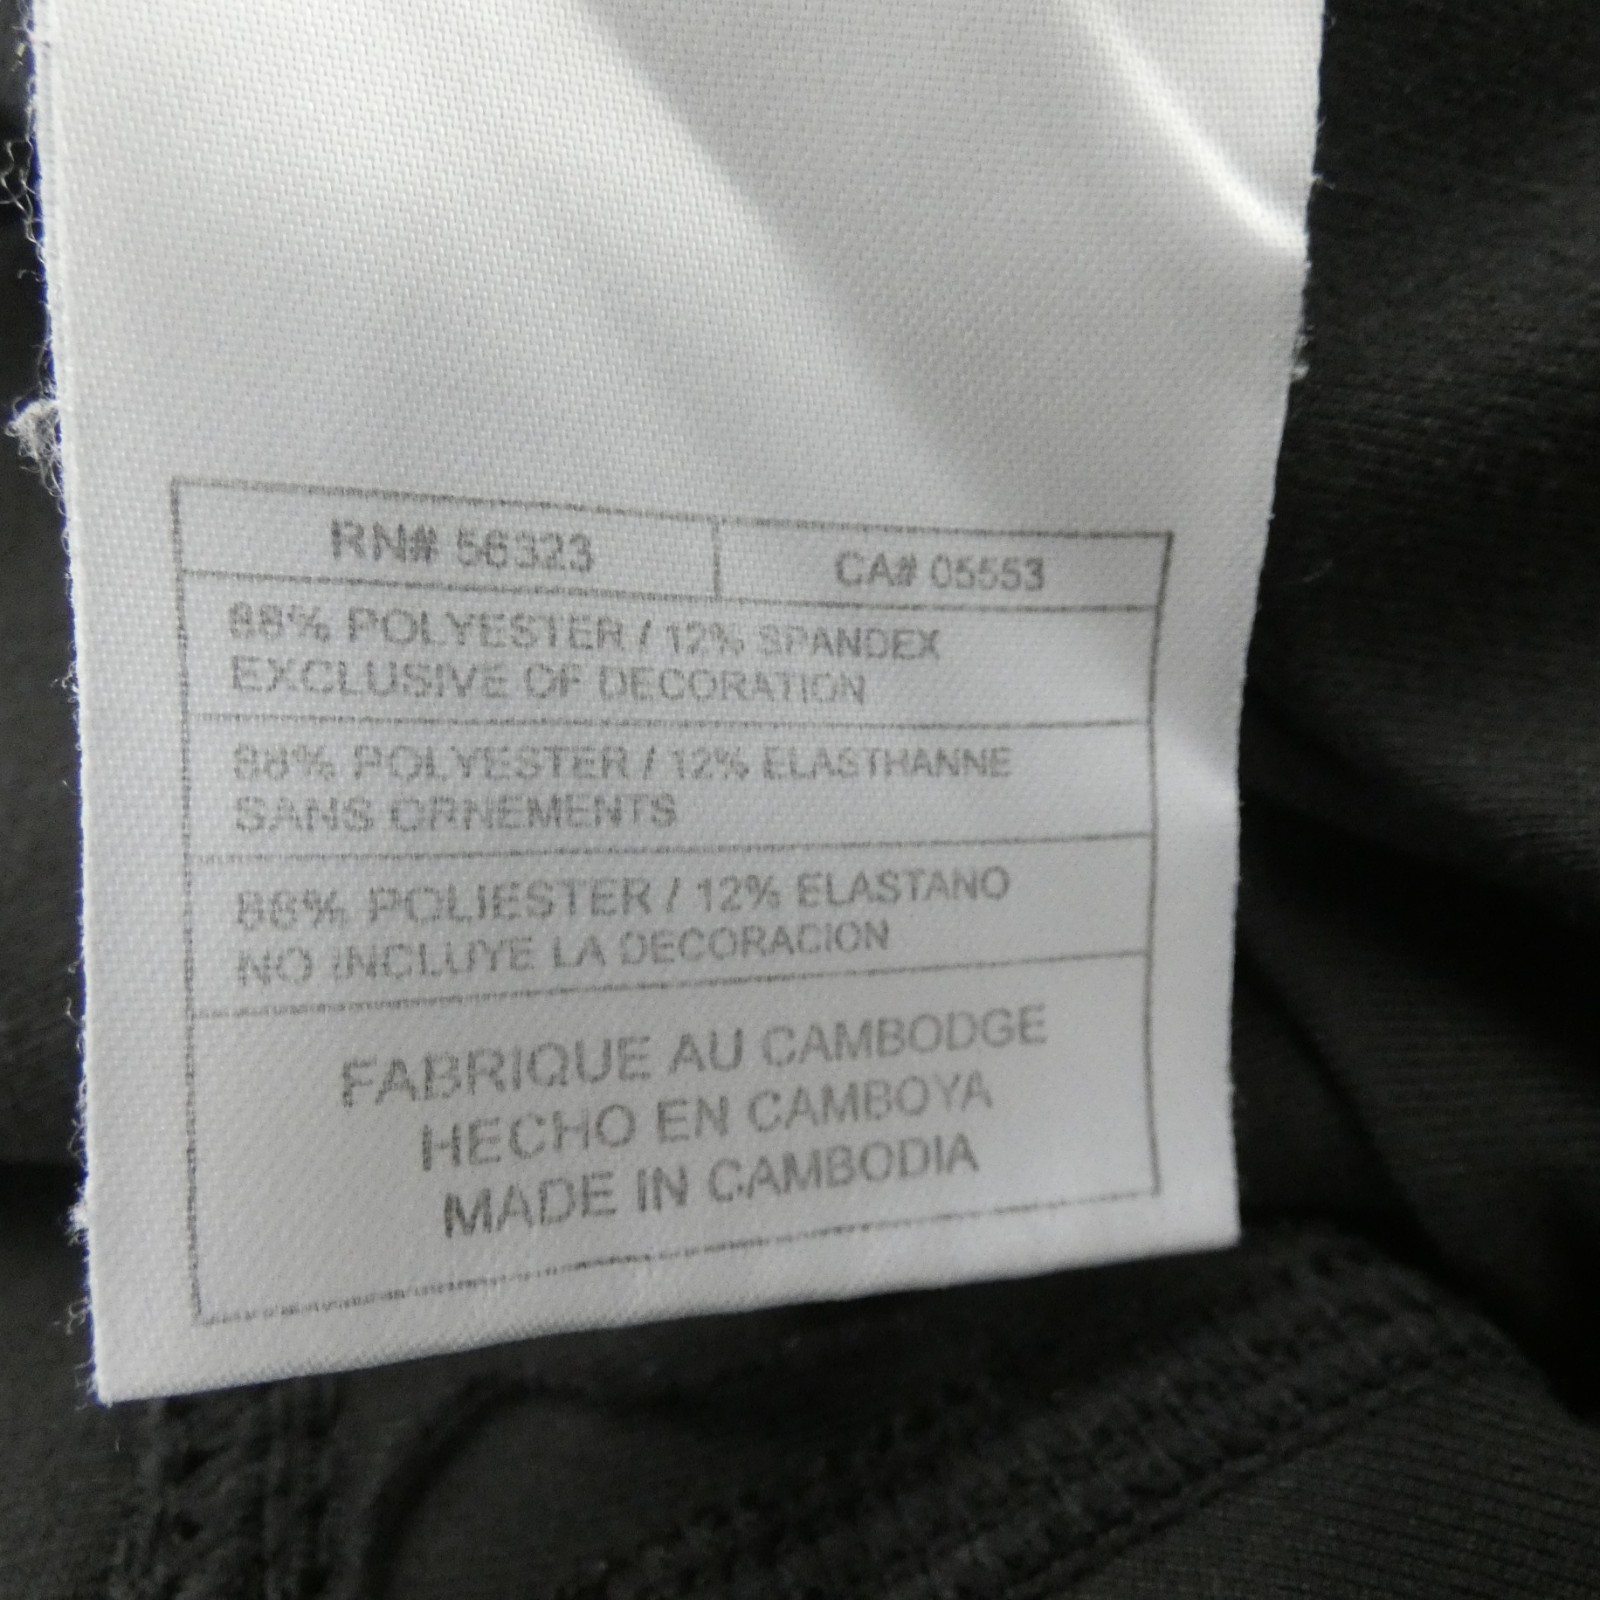 RN# 56323 CA# 05553
88% POLYESTER / 12% SPANDEX
EXCLUSIVE OF DECORATION
88% POLYESTER / 12% ELASTHANNE
SANS ORNEMENTS
88% POLIESTER / 12% ELASTANO
NO INCLUYE LA DECORACION
FABRIQUE AU CAMBODGE
HECHO EN CAMBOYA
MADE IN CAMBODIA